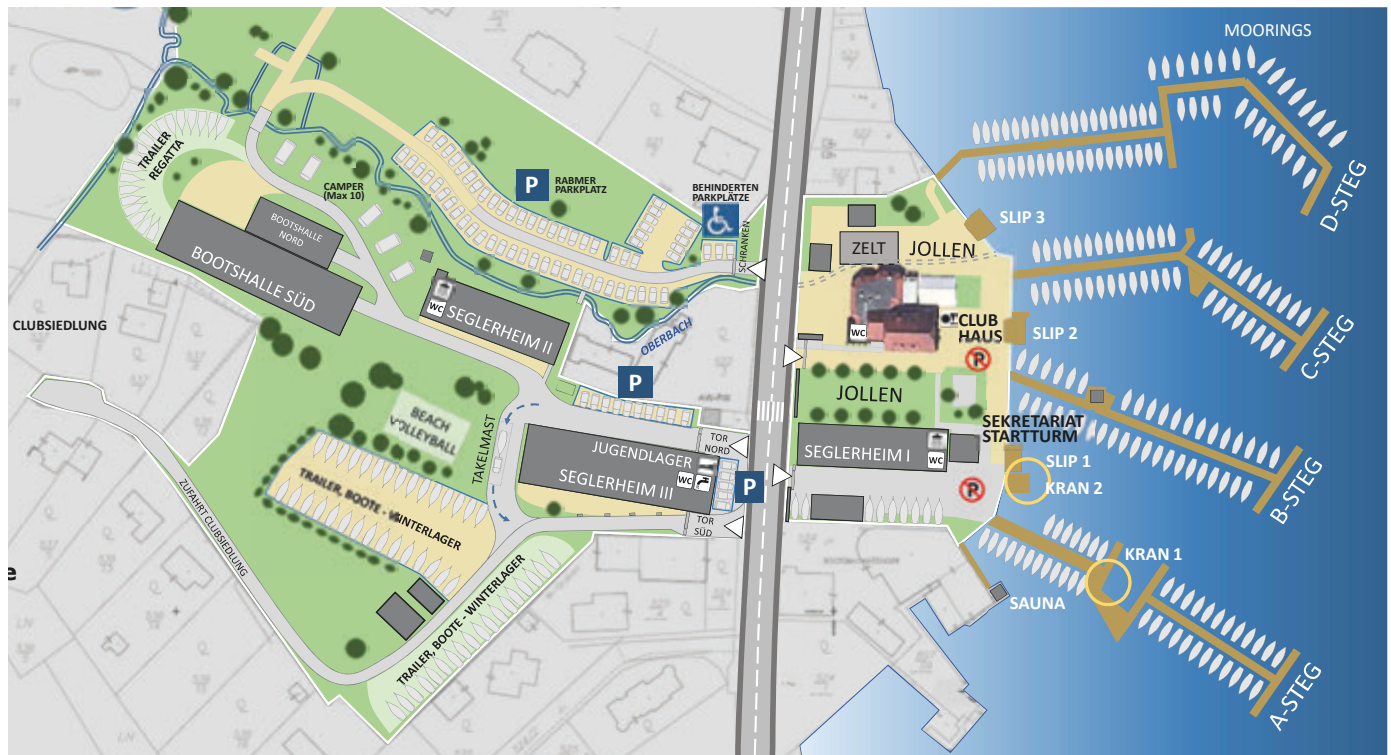 MOORINGS
D-STEG
TRAILER
REGATTA
CAMPER
(Max 10)
P
RABMER
PARKPLATZ
BEHINDERTEN
PARKPLÄTZE
SCHRANKEN
BOOTSHALLE
NORD
BOOTSHALLE SÜD
SLIP 3
ZELT
JOLLEN
CLUBSIEDLUNG
WC
SEGLERHEIM II
OBERBACH
WC
CLUB
HAUS
SLIP 2
C-STEG
P
JOLLEN
BEACH
VOLLEYBALL
TAKELMAST
JUGENDLAGER
SEGLERHEIM III
WC
TOR
NORD
P
TOR
SÜD
SEGLERHEIM I
WC
SEKRETARIAT
STARTTURM
SLIP 1
KRAN 2
B-STEG
ZUFAHRT CLUBSIEDLUNG
TRAILER, BOOTE - WINTERLAGER
TRAILER, BOOTE - WINTERLAGER
KRAN 1
SAUNA
A-STEG
e